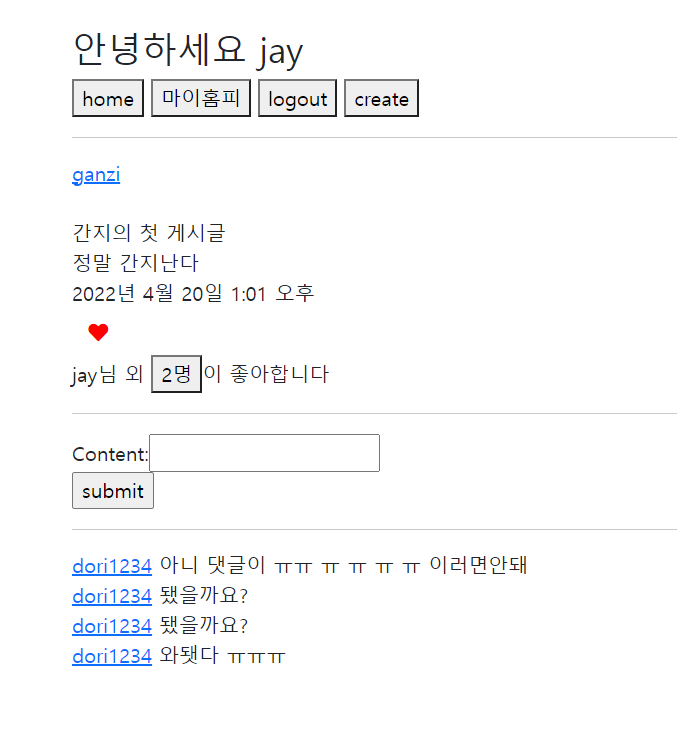 안녕하세요 jay
home 마이홈피 logout create
ganzi
간지의 첫 게시글
정말 간지난다
2022년 4월 20일 1:01 오후
jay님 외 2명이 좋아합니다
Content:
submit
dori1234 아니 댓글이 ㅠㅠ ㅠ ㅠ ㅠ ㅠ 이러면안돼
dori1234 됐을까요?
dori1234 됐을까요?
dori1234 와됏다 ㅠㅠㅠ